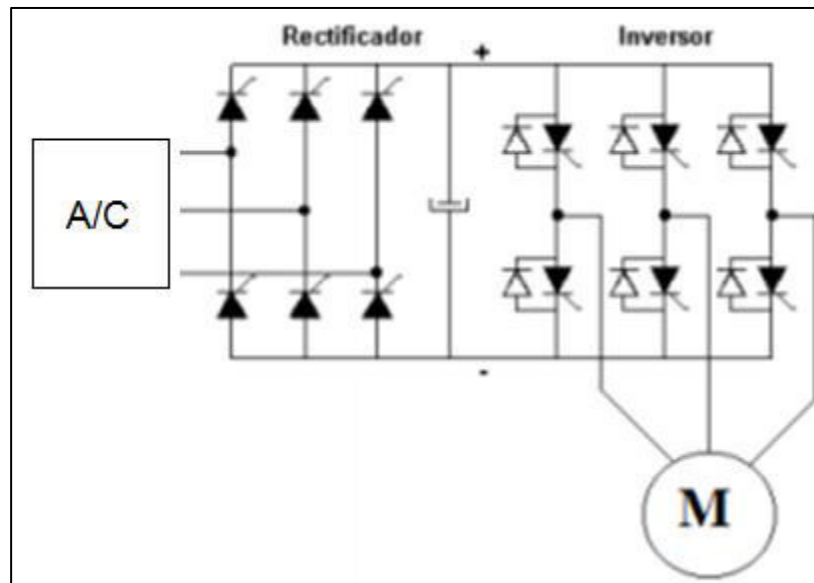 Rectificador
+
Inversor
A/C
-
M